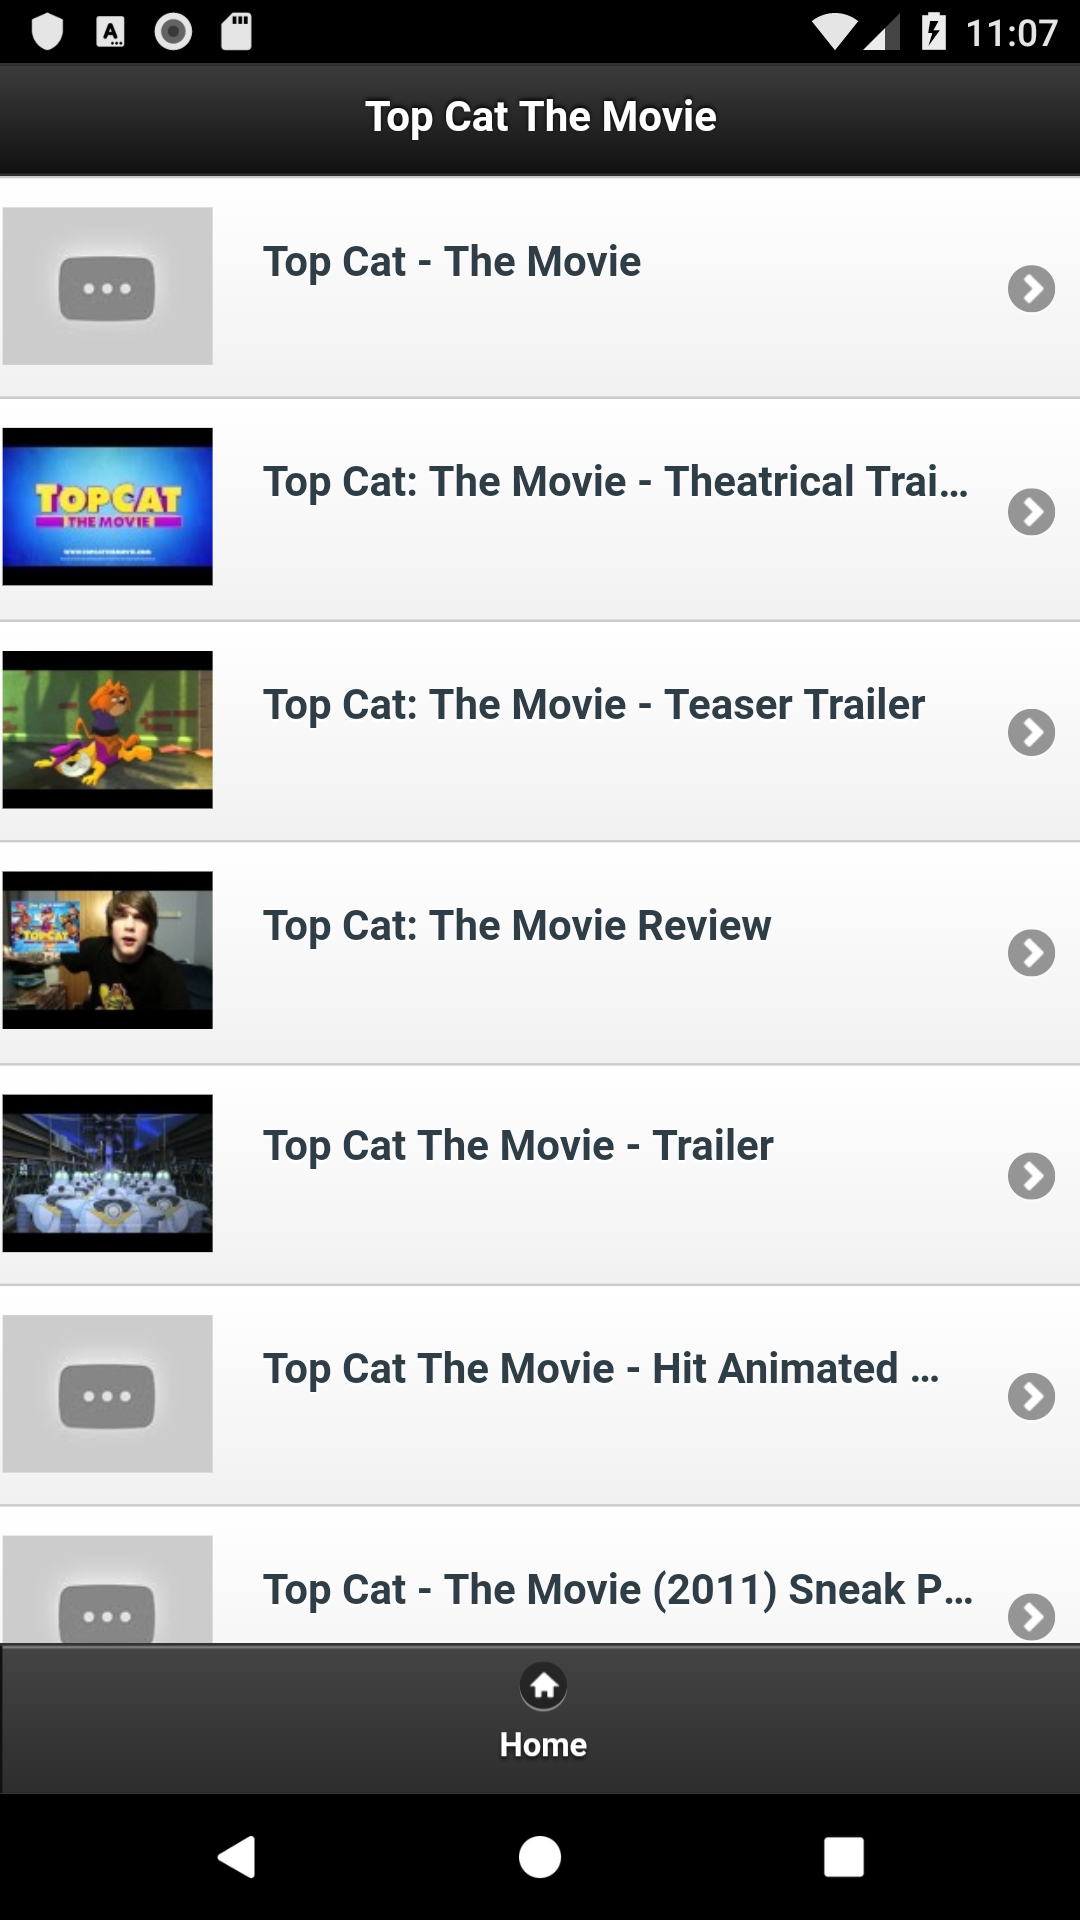 11:07
Top Cat The Movie
Top Cat - The Movie
TOPCAT
THE MOVIE
Top Cat: The Movie - Theatrical Trai...
Top Cat: The Movie - Teaser Trailer
TOPCAT
Top Cat: The Movie Review
Top Cat The Movie - Trailer
Top Cat The Movie - Hit Animated ...
Top Cat - The Movie (2011) Sneak P...
Home